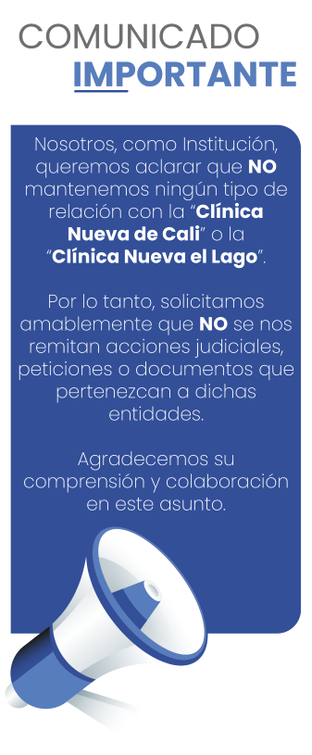 COMUNICADO
IMPORTANTE
Nosotros, como Institución,
queremos aclarar que NO
mantenemos ningún tipo de
relación con la “Clínica
Nueva de Cali” o la
“Clínica Nueva el Lago”.
Por lo tanto, solicitamos
amablemente que NO se nos
remitan acciones judiciales,
peticiones o documentos que
pertenezcan a dichas
entidades.
Agradecemos su
comprensión y colaboración
en este asunto.